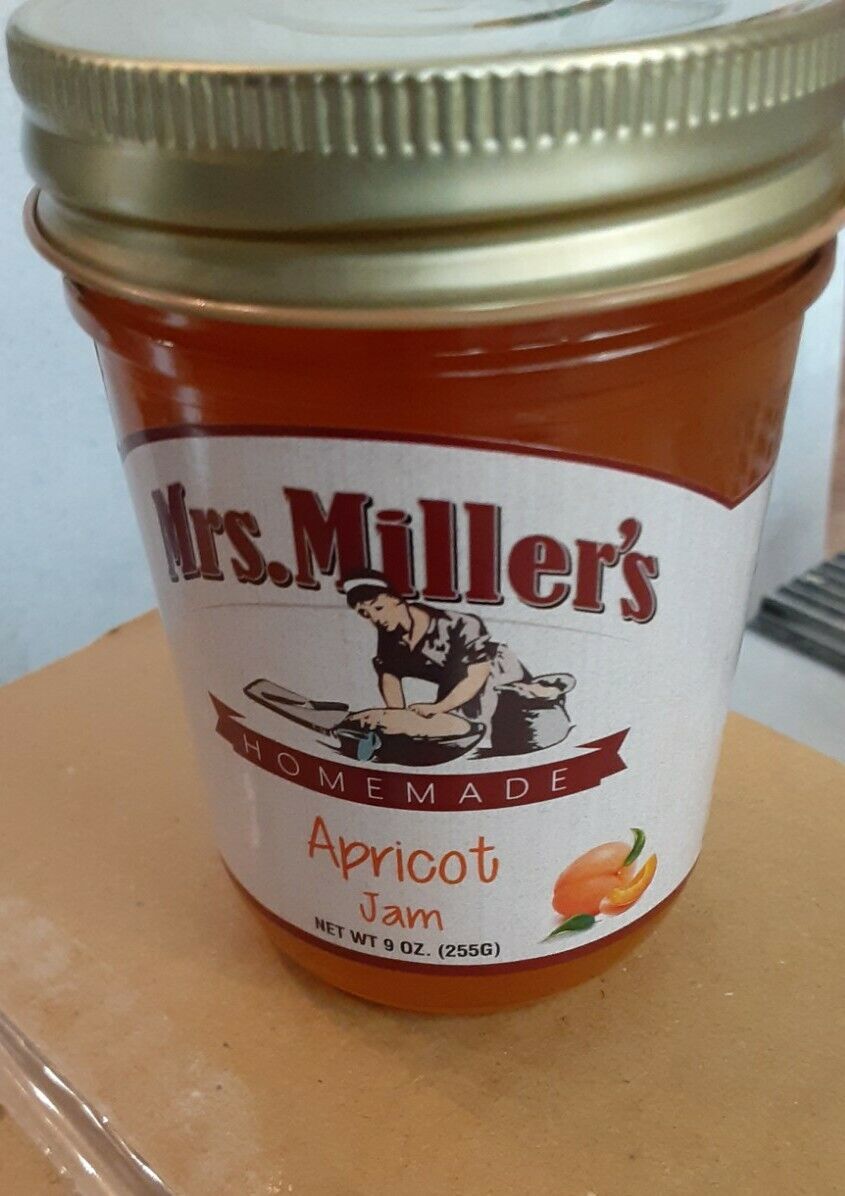 Mrs. Miller's
HOMEMADE
Apricot
Jam
NET WT 9 OZ. (255G)